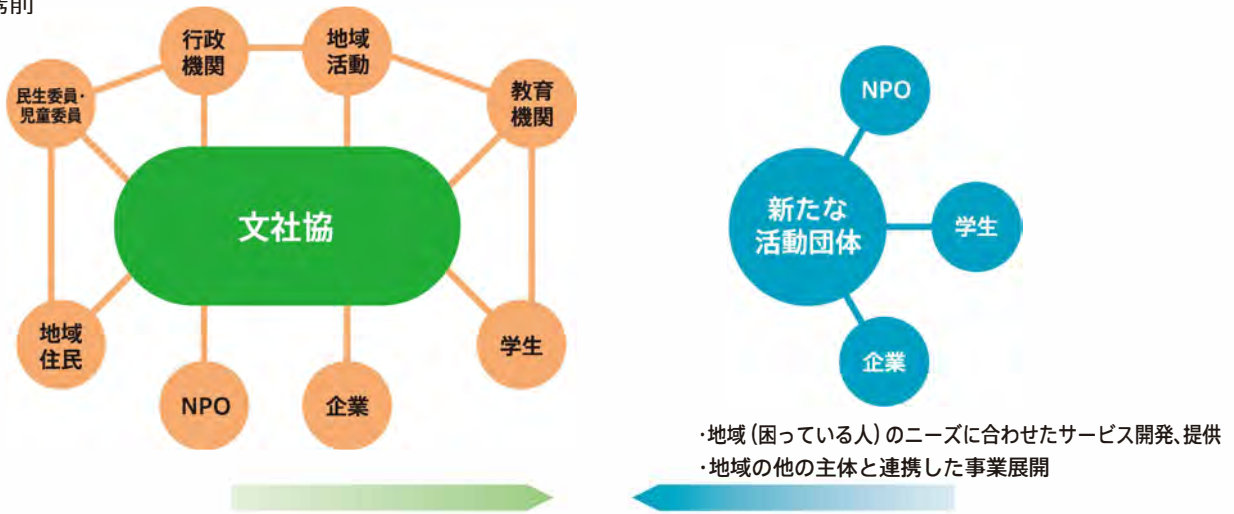 行政
機関
地域
活動
民生委員・
児童委員
教育
機関
文社協
地域
住民
NPO
企業
学生
NPO
新たな
活動団体
学生
企業
・地域(困っている人)のニーズに合わせたサービス開発、提供
・地域の他の主体と連携した事業展開